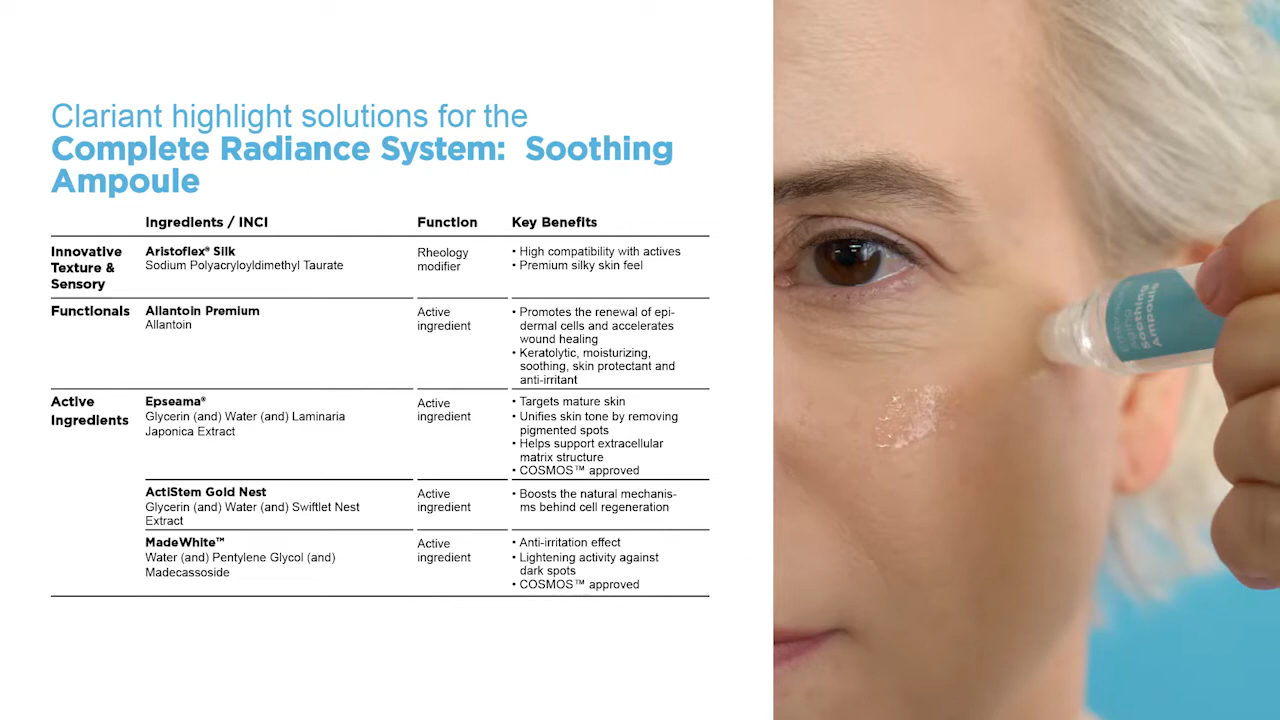 Clariant highlight solutions for the
Complete Radiance System: Soothing
Ampoule
Ingredients / INCI
Function
Key Benefits
Innovative
Texture &
Sensory
Aristoflex® Silk
Sodium Polyacryloyldimethyl Taurate
Rheology
modifier
• High compatibility with actives
• Premium silky skin feel
Functionals
Allantoin Premium
Allantoin
Active
ingredient
• Promotes the renewal of epi-
dermal cells and accelerates
wound healing
• Keratolytic, moisturizing,
soothing, skin protectant and
anti-irritant
Active
Ingredients
Epseama®
Glycerin (and) Water (and) Laminaria
Japonica Extract
Active
ingredient
• Targets mature skin
• Unifies skin tone by removing
pigmented spots
• Helps support extracellular
matrix structure
• COSMOS™ approved
ActiStem Gold Nest
Glycerin (and) Water (and) Swiftlet Nest
Extract
Active
ingredient
• Boosts the natural mechanis-
ms behind cell regeneration
MadeWhite™
Water (and) Pentylene Glycol (and)
Madecassoside
Active
ingredient
• Anti-irritation effect
• Lightening activity against
dark spots
• COSMOS™ approved
Soothing
Ampoule